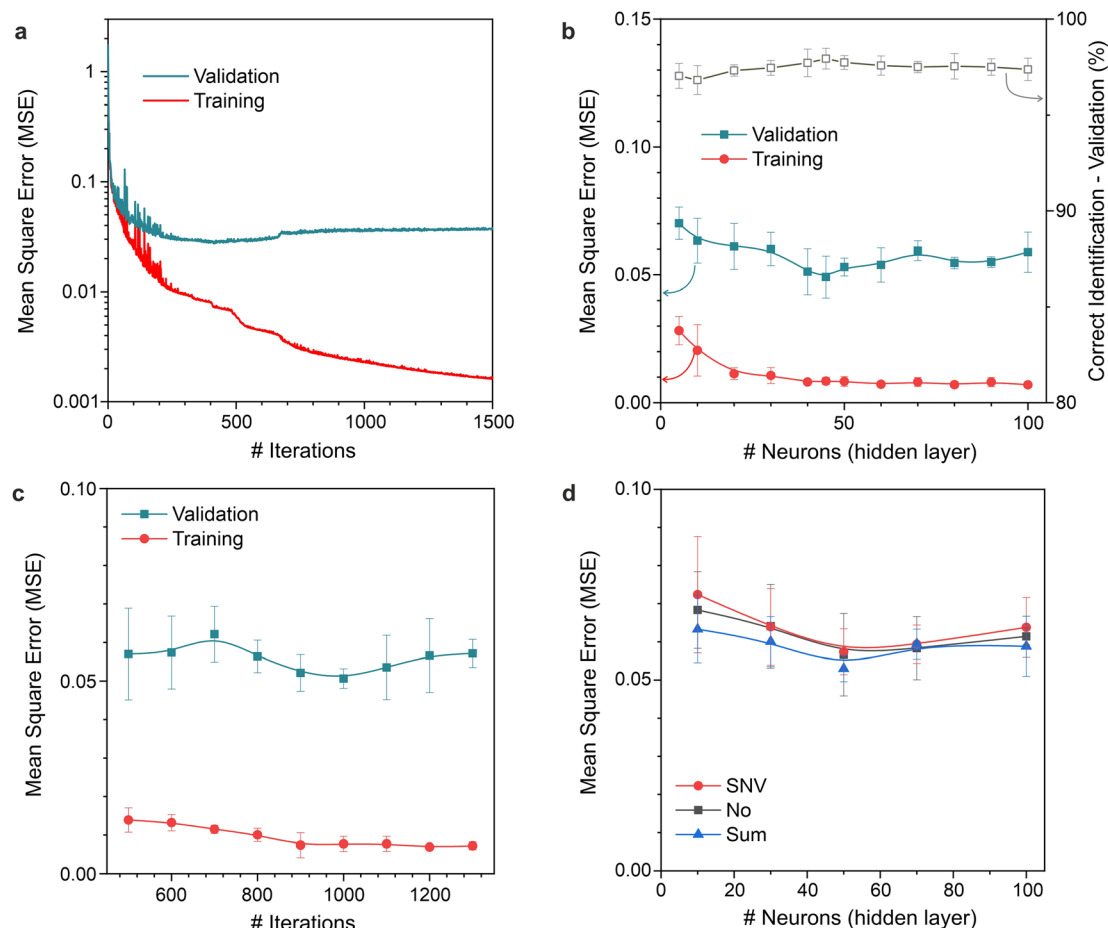 a
Mean Square Error (MSE)
1
0.1
0.01
0.001
Validation
Training
0
500
1000
1500
# Iterations
b
Mean Square Error (MSE)
0.15
0.10
0.05
0.00
Validation
Training
100
90
80
Correct Identification - Validation (%)
0
50
100
# Neurons (hidden layer)
c
Mean Square Error (MSE)
0.10
0.05
0.00
Validation
Training
600
800
1000
1200
# Iterations
d
Mean Square Error (MSE)
0.10
0.05
0.00
SNV
No
Sum
0
20
40
60
80
100
# Neurons (hidden layer)